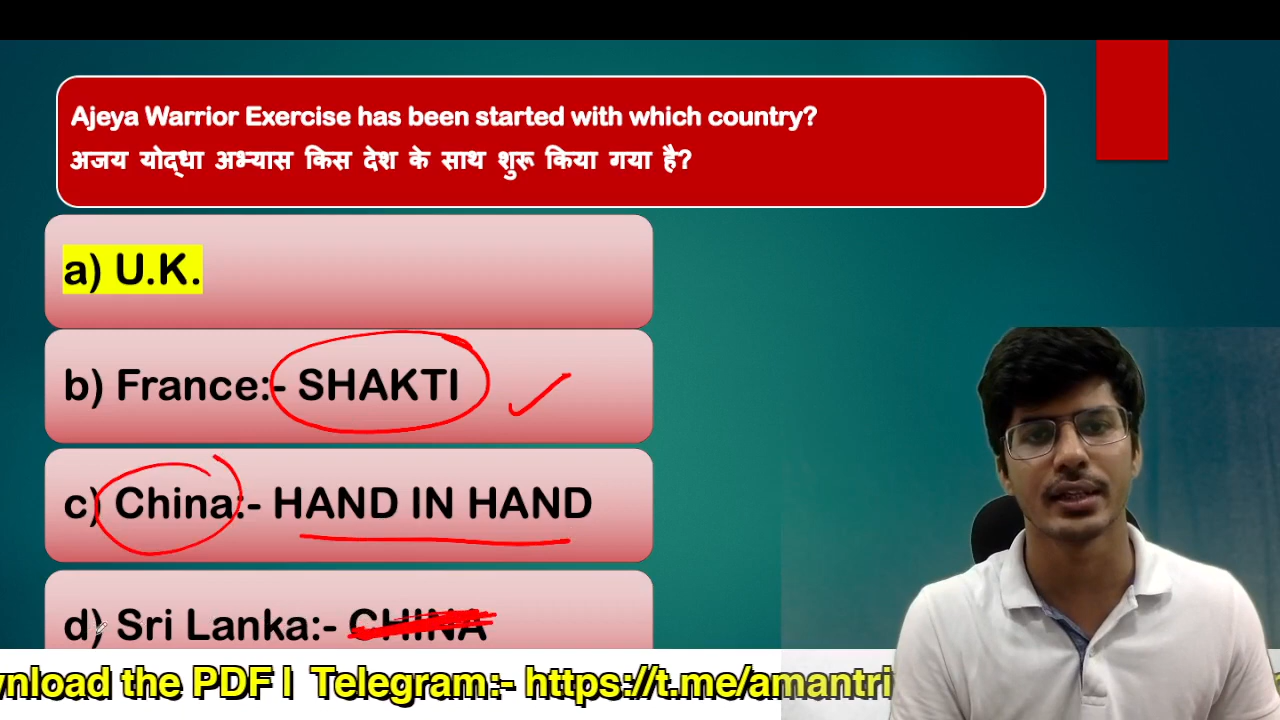 Ajeya Warrior Exercise has been started with which country?
अजय योद्धा अभ्यास किस देश के साथ शुरू किया गया है?
a) U.K.
b) France:- SHAKTI
c) China:- HAND IN HAND
d) Sri Lanka:- CHINA
wnload the PDF | Telegram:- https://t.me/amantri